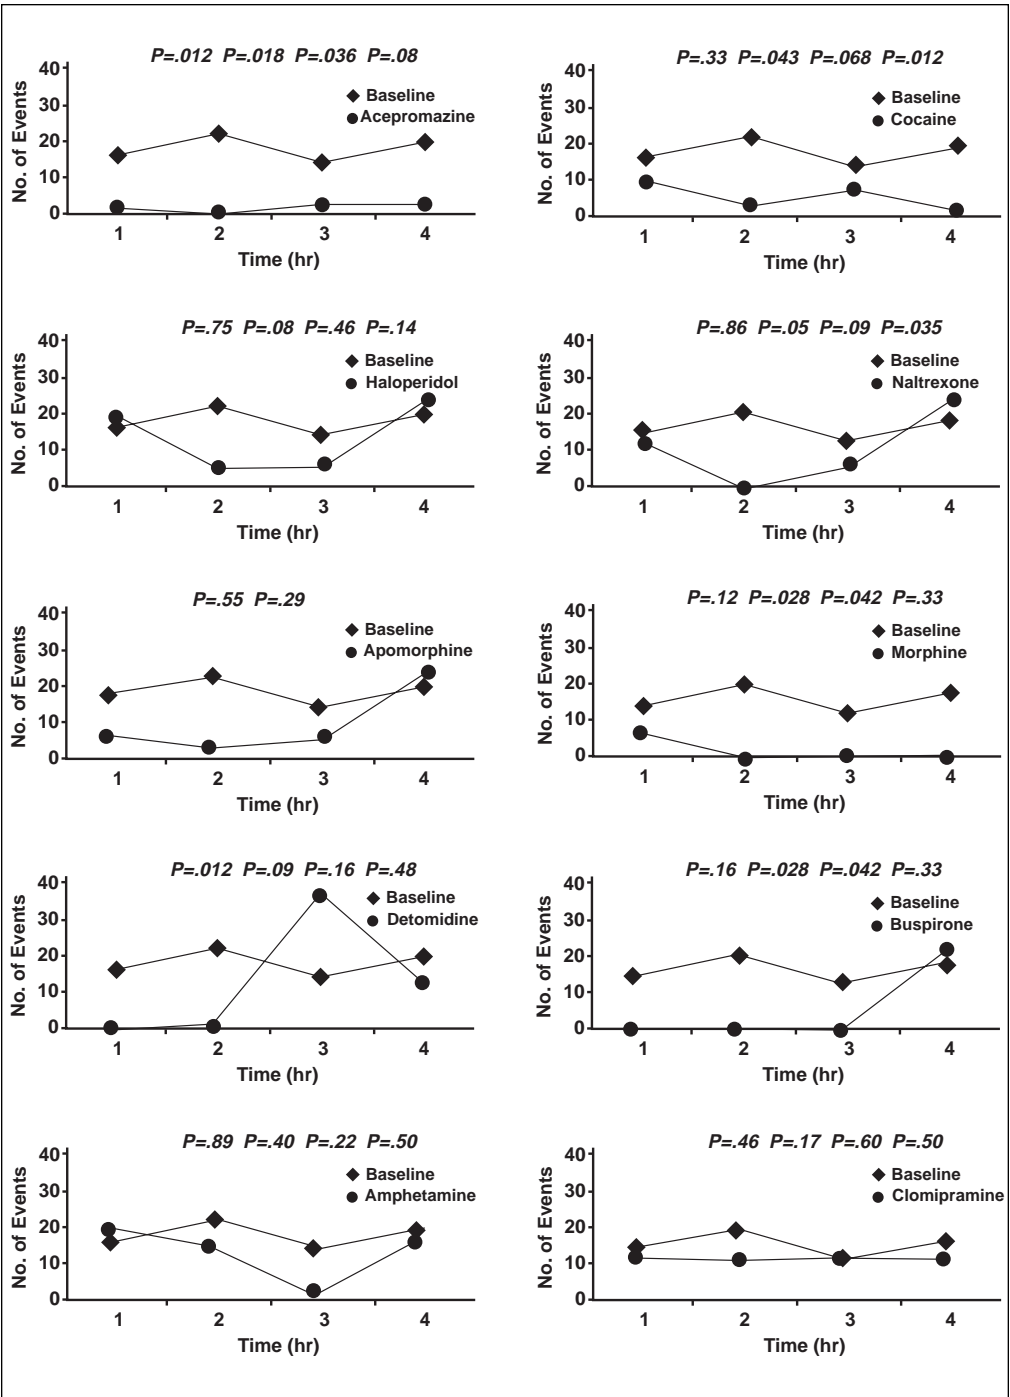 P=.012 P=.018 P=.036 P=.08
No. of Events
40
30
20
10
0
Baseline
Acepromazine
1 2 3 4
Time (hr)
P=.33 P=.043 P=.068 P=.012
No. of Events
40
30
20
10
0
Baseline
Cocaine
1 2 3 4
Time (hr)
P=.75 P=.08 P=.46 P=.14
No. of Events
40
30
20
10
0
Baseline
Haloperidol
1 2 3 4
Time (hr)
P=.86 P=.05 P=.09 P=.035
No. of Events
40
30
20
10
0
Baseline
Naltrexone
1 2 3 4
Time (hr)
P=.55 P=.29
No. of Events
40
30
20
10
0
Baseline
Apomorphine
1 2 3 4
Time (hr)
P=.12 P=.028 P=.042 P=.33
No. of Events
40
30
20
10
0
Baseline
Morphine
1 2 3 4
Time (hr)
P=.012 P=.09 P=.16 P=.48
No. of Events
40
30
20
10
0
Baseline
Detomidine
1 2 3 4
Time (hr)
P=.16 P=.028 P=.042 P=.33
No. of Events
40
30
20
10
0
Baseline
Buspirone
1 2 3 4
Time (hr)
P=.89 P=.40 P=.22 P=.50
No. of Events
40
30
20
10
0
Baseline
Amphetamine
1 2 3 4
Time (hr)
P=.46 P=.17 P=.60 P=.50
No. of Events
40
30
20
10
0
Baseline
Clomipramine
1 2 3 4
Time (hr)